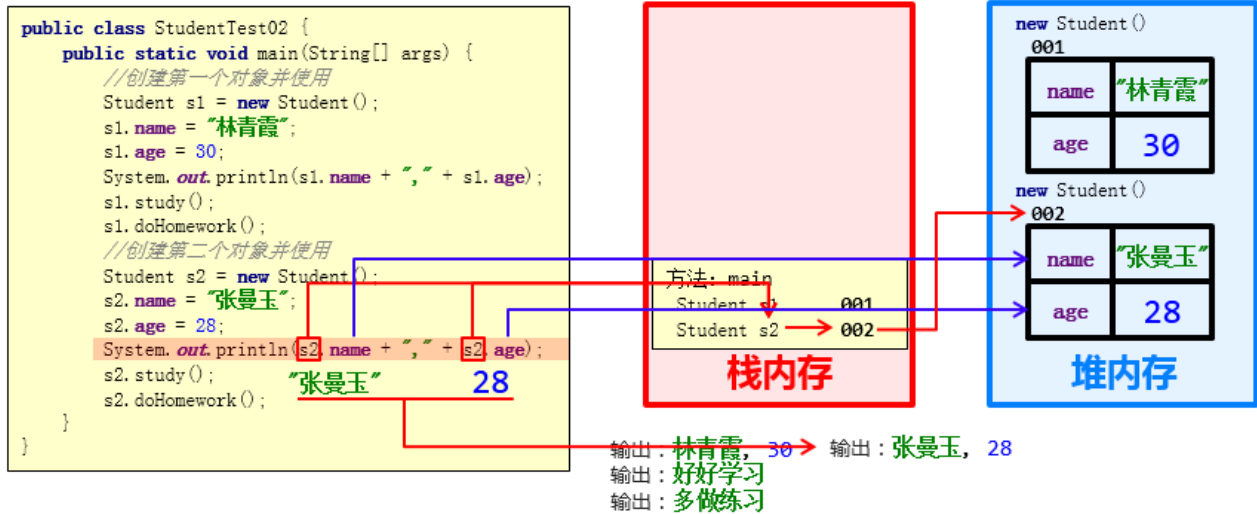 public class StudentTest02 {
public static void main(String[] args) {
//创建第一个对象并使用
Student s1 = new Student();
s1.name = "林青霞";
s1.age = 30;
System.out.println(s1.name + "," + s1.age);
s1.study();
s1.doHomework();
//创建第二个对象并使用
Student s2 = new Student();
s2.name = "张曼玉";
s2.age = 28;
System.out.println(s2.name + "," + s2.age);
s2.study();
s2.doHomework();
}
}
"张曼玉" 28
方法: main
Student s1 001
Student s2 002
栈内存
new Student()
001
name "林青霞"
age 30
new Student()
002
name "张曼玉"
age 28
堆内存
输出：林青霞, 30 输出：张曼玉, 28
输出：好好学习
输出：多做练习